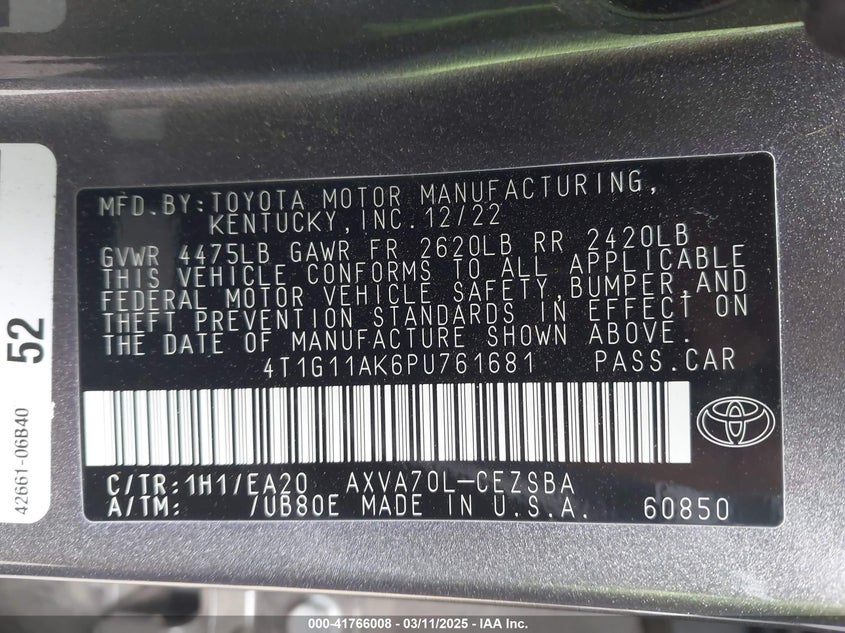 MFD.BY:TOYOTA MOTOR MANUFACTURING,
KENTUCKY,INC.12/22
GVWR 4475LB GAWR FR 2620LB RR 2420LB
THIS VEHICLE CONFORMS TO ALL APPLICABLE
FEDERAL MOTOR VEHICLE SAFETY,BUMPER,AND
THEFT PREVENTION STANDARDS IN EFFECT ON
THE DATE OF MANUFACTURE SHOWN ABOVE.
4T1G11AK6PU761681 PASS.CAR
C/TR:1H1/EA20 AXVA70L-CEZSBA
A/TM: /UB80E MADE IN U.S.A. 60850
52
42661-06B40
000-41766008 - 03/11/2025 - IAA Inc.